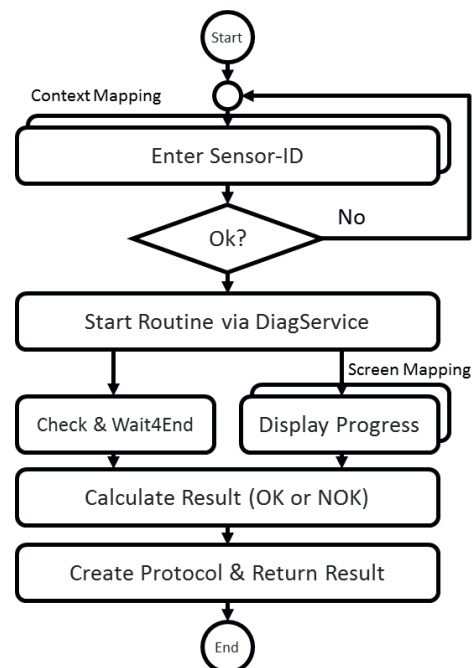 Start
Context Mapping
Enter Sensor-ID
No
Ok?
Start Routine via DiagService
Screen Mapping
Check & Wait4End
Display Progress
Calculate Result (OK or NOK)
Create Protocol & Return Result
End